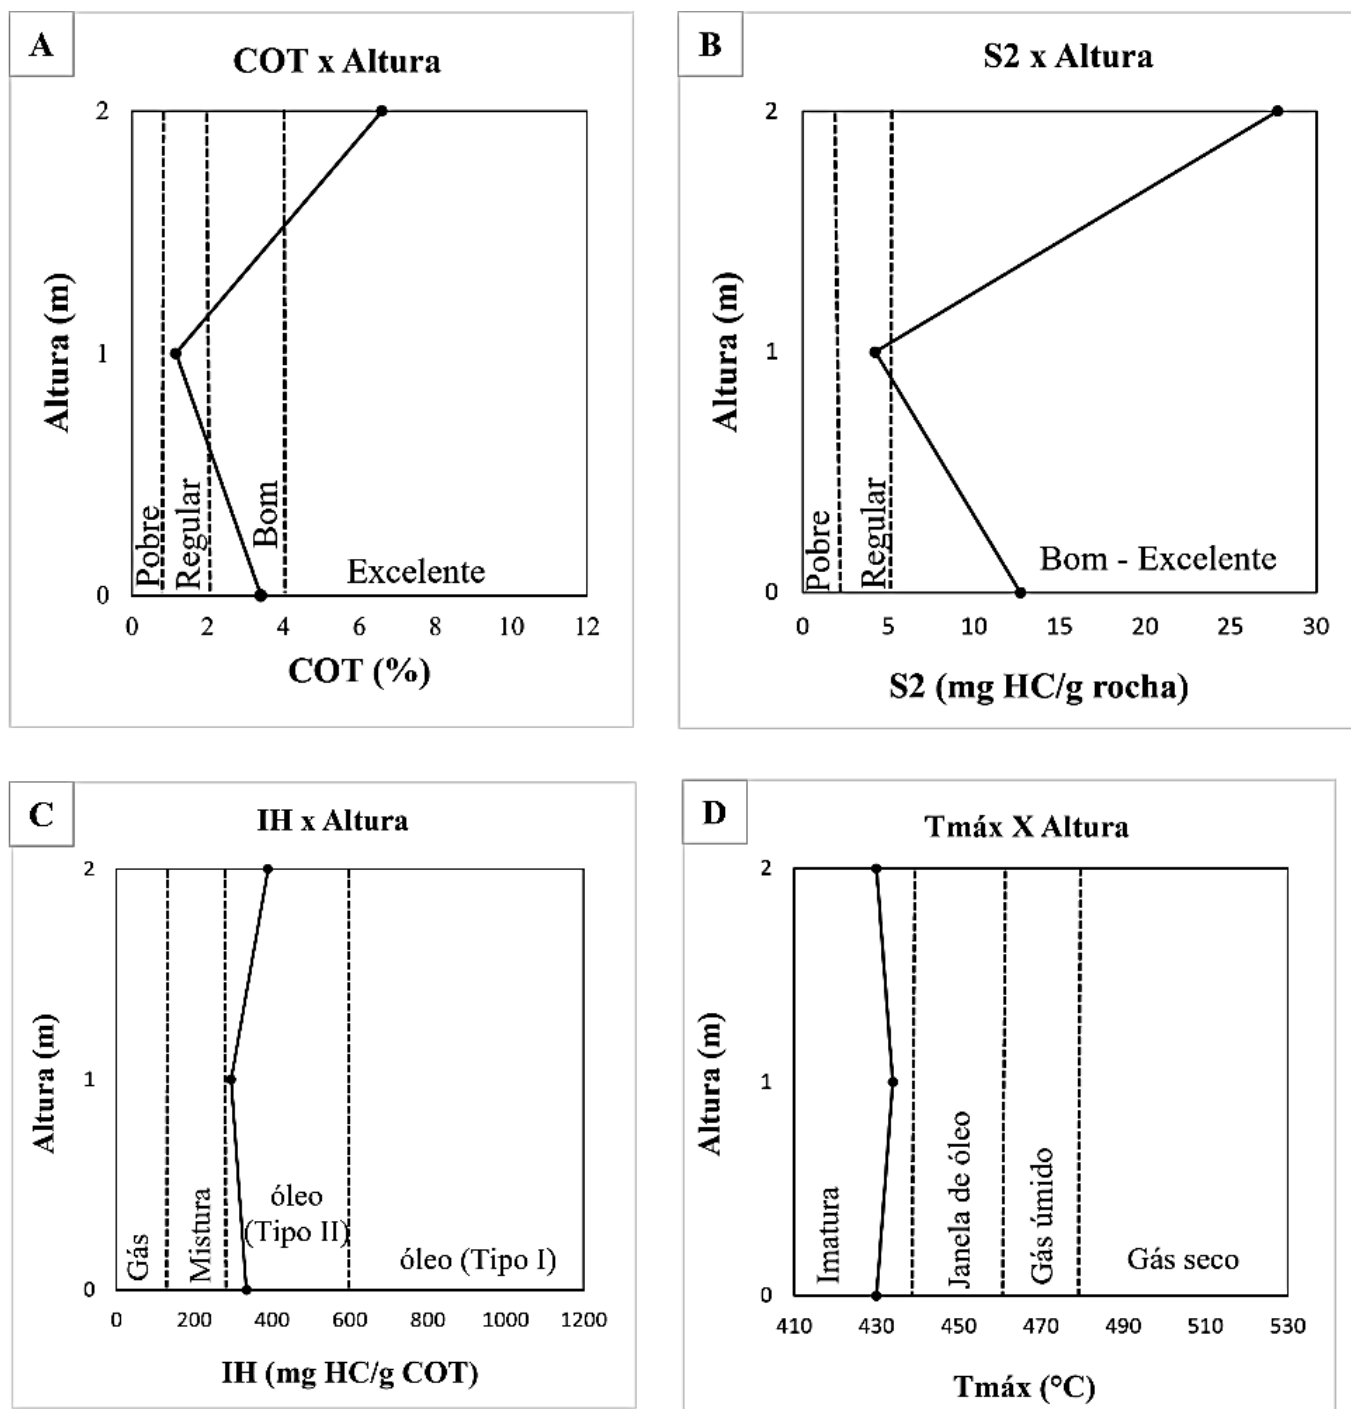 A
COT x Altura
2
1
0
Altura (m)
Pobre
Regular
Bom
Excelente
0 2 4 6 8 10 12
COT (%)
B
S2 x Altura
2
1
0
Altura (m)
Pobre
Regular
Bom - Excelente
0 5 10 15 20 25 30
S2 (mg HC/g rocha)
C
IH x Altura
2
1
0
Altura (m)
Gás
Mistura
óleo
(Tipo II)
óleo (Tipo I)
0 200 400 600 800 1000 1200
IH (mg HC/g COT)
D
Tmáx X Altura
2
1
0
Altura (m)
Imatura
Janela de óleo
Gás úmido
Gás seco
410 430 450 470 490 510 530
Tmáx (°C)